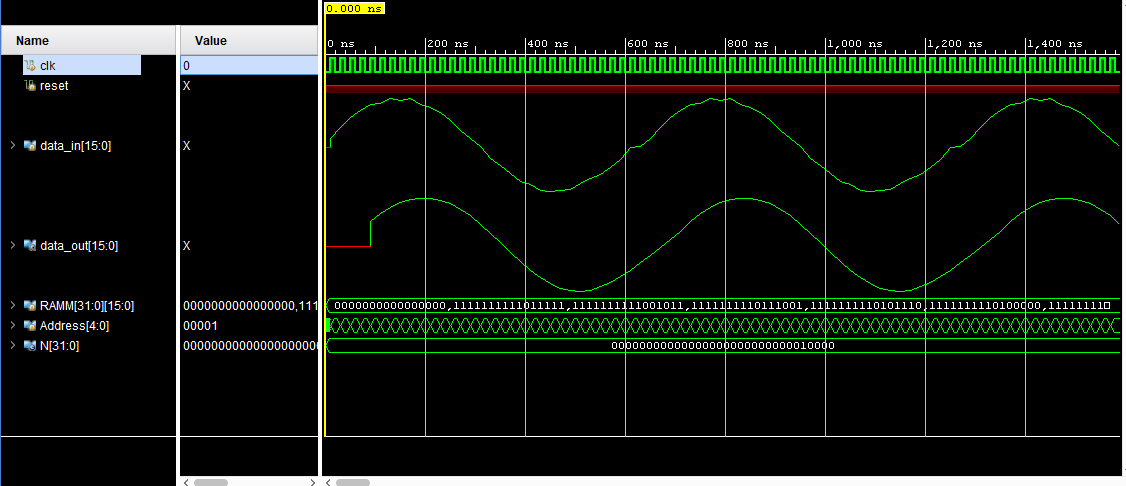 0.000 ns
Name Value 0 ns 200 ns 400 ns 600 ns 800 ns 1,000 ns 1,200 ns 1,400 ns
clk 0
reset X
data_in[15:0] X
data_out[15:0] X
RAMM[31:0][15:0] 0000000000000000,111 0000000000000000,1111111111011111,1111111111001011,1111111110111001,1111111110101110,1111111110100000,11111111
Address[4:0] 00001
N[31:0] 00000000000000000000 00000000000000000000000000010000